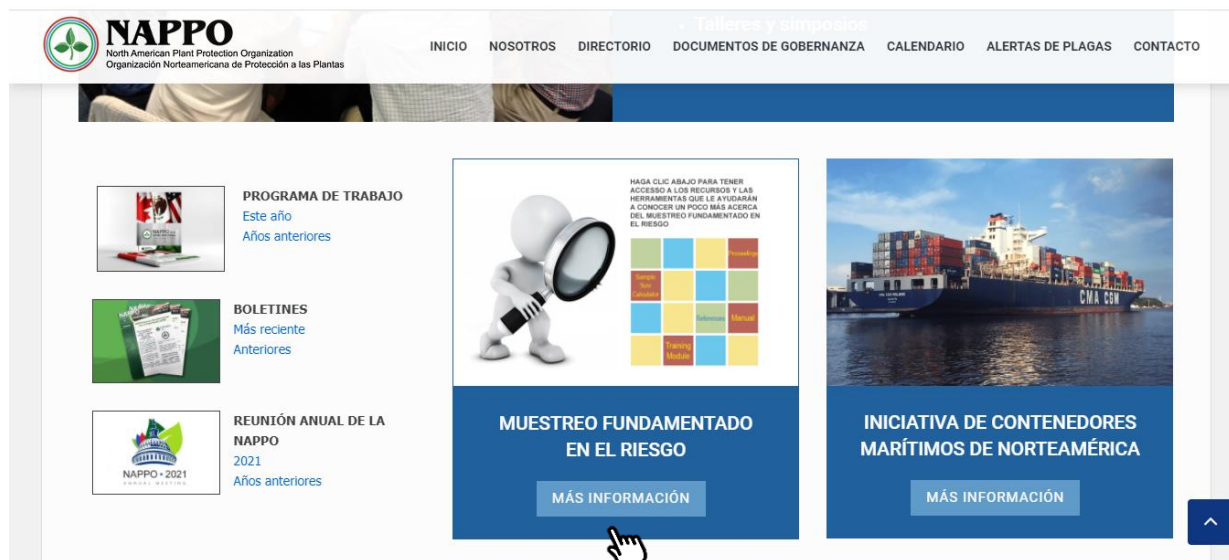 NAPPO
North American Plant Protection Organization
Organización Norteamericana de Protección a las Plantas
INICIO NOSOTROS DIRECTORIO DOCUMENTOS DE GOBERNANZA CALENDARIO ALERTAS DE PLAGAS CONTACTO
Talleres y simposios
PROGRAMA DE TRABAJO
Este año
Años anteriores
BOLETINES
Más reciente
Anteriores
NAPPO • 2021
ANNUAL MEETING
REUNIÓN ANUAL DE LA
NAPPO
2021
Años anteriores
HAGA CLIC ABAJO PARA TENER
ACCESSO A LOS RECURSOS Y LAS
HERRAMIENTAS QUE LE AYUDARÁN
A CONOCER UN POCO MÁS ACERCA
DEL MUESTREO FUNDAMENTADO EN
EL RIESGO
Proceedings
Sample
Size
Calculator
References
Manual
Training
Module
MUESTREO FUNDAMENTADO
EN EL RIESGO
MÁS INFORMACIÓN
CMA CGM
INICIATIVA DE CONTENEDORES
MARÍTIMOS DE NORTEAMÉRICA
MÁS INFORMACIÓN